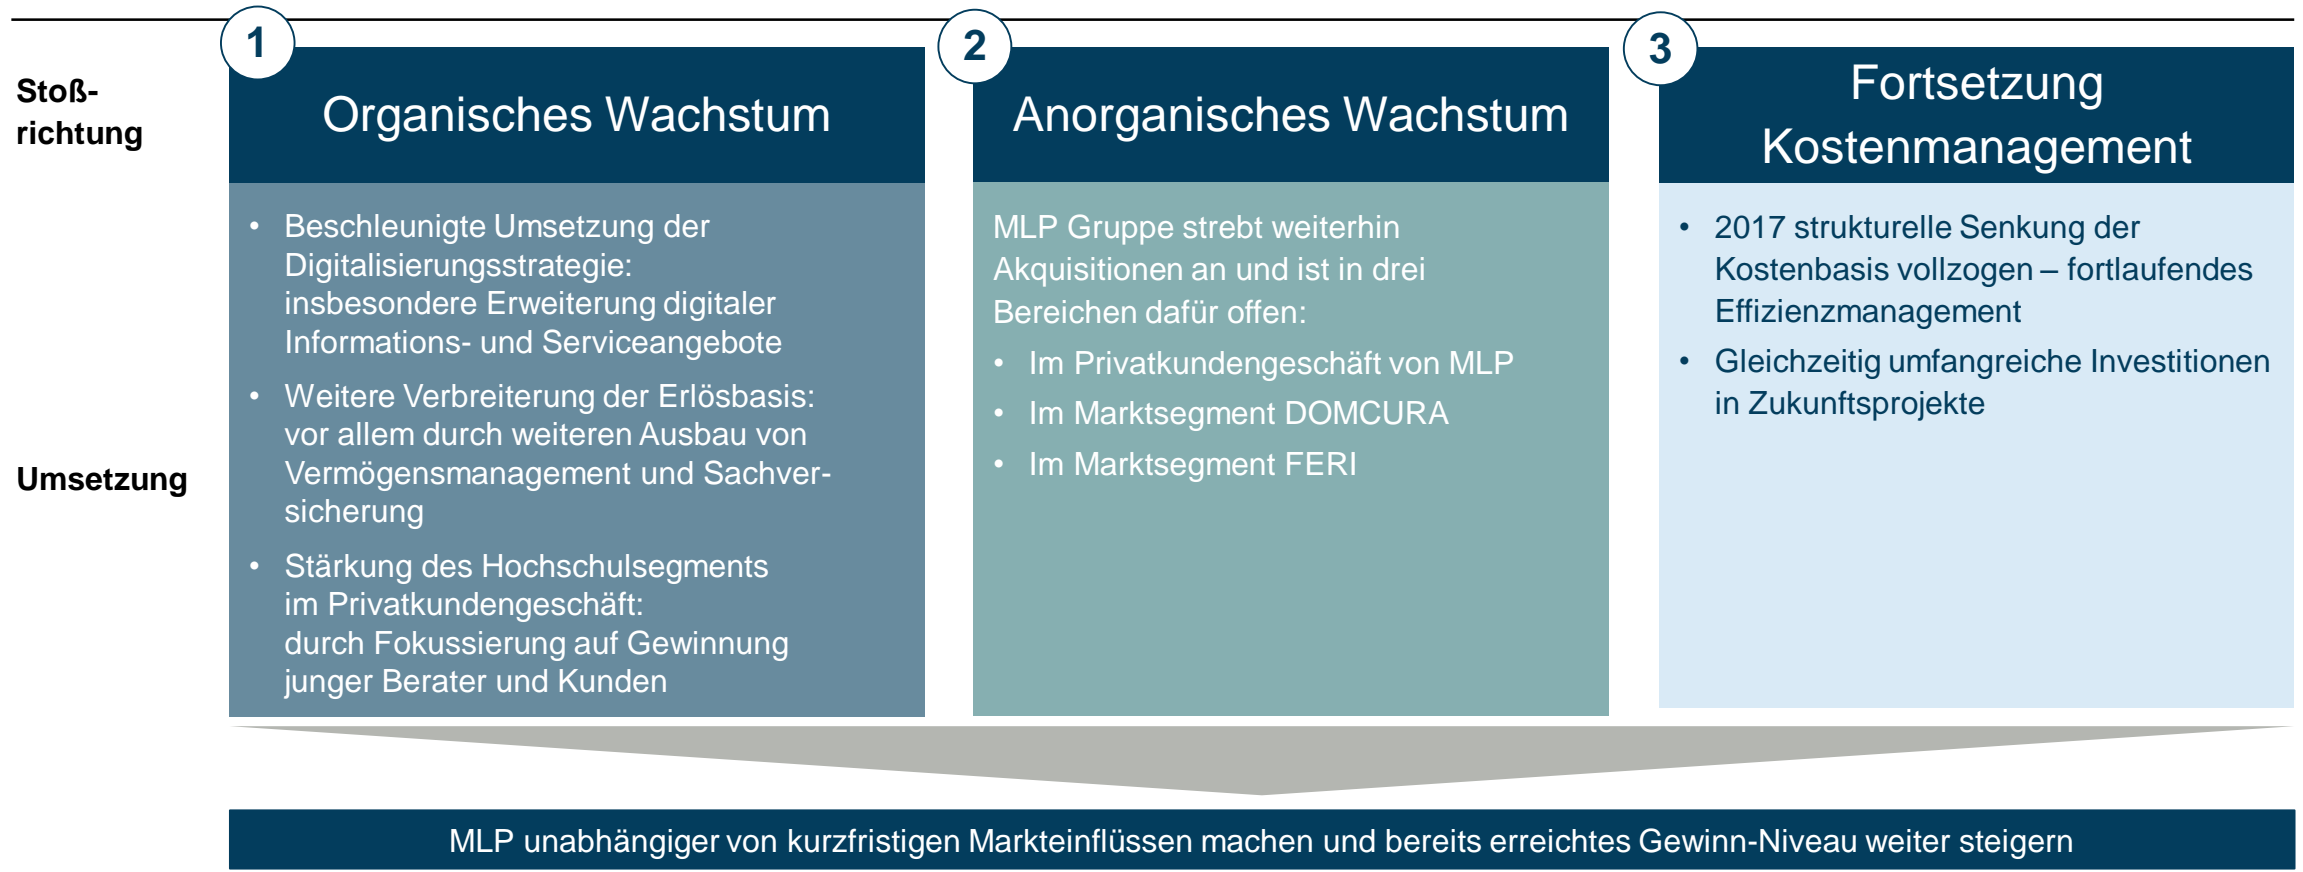 Stoß-
richtung
1
Organisches Wachstum
2
Anorganisches Wachstum
3
Fortsetzung
Kostenmanagement
Umsetzung
• Beschleunigte Umsetzung der
Digitalisierungsstrategie:
insbesondere Erweiterung digitaler
Informations- und Serviceangebote
• Weitere Verbreiterung der Erlösbasis:
vor allem durch weiteren Ausbau von
Vermögensmanagement und Sachver-
sicherung
• Stärkung des Hochschulsegments
im Privatkundengeschäft:
durch Fokussierung auf Gewinnung
junger Berater und Kunden
MLP Gruppe strebt weiterhin
Akquisitionen an und ist in drei
Bereichen dafür offen:
• Im Privatkundengeschäft von MLP
• Im Marktsegment DOMCURA
• Im Marktsegment FERI
• 2017 strukturelle Senkung der
Kostenbasis vollzogen – fortlaufendes
Effizienzmanagement
• Gleichzeitig umfangreiche Investitionen
in Zukunftsprojekte
MLP unabhängiger von kurzfristigen Markteinflüssen machen und bereits erreichtes Gewinn-Niveau weiter steigern